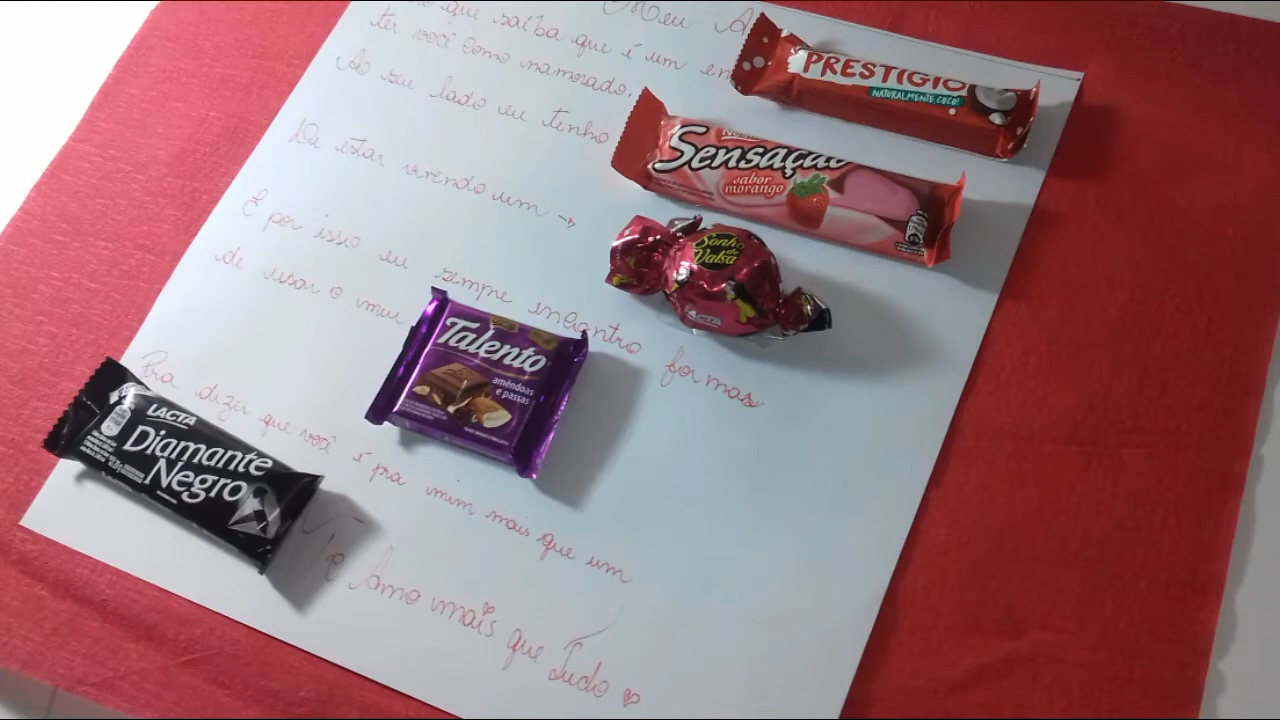 Meu A
que saiba que é um em
PRESTÍGIO
NATURALMENTE COCO!
ter você como namorado.
Ao seu lado eu tenho
Sensação
sabor
morango
De estar vivendo um →
Sonho
de
Valsa
E por isso eu sempre encontro formas
de usar o meu
Talento
amêndoas
e passas
Pra dizer que você é pra mim mais que um
LACTA
Diamante
Negro
Te Amo mais que Tudo